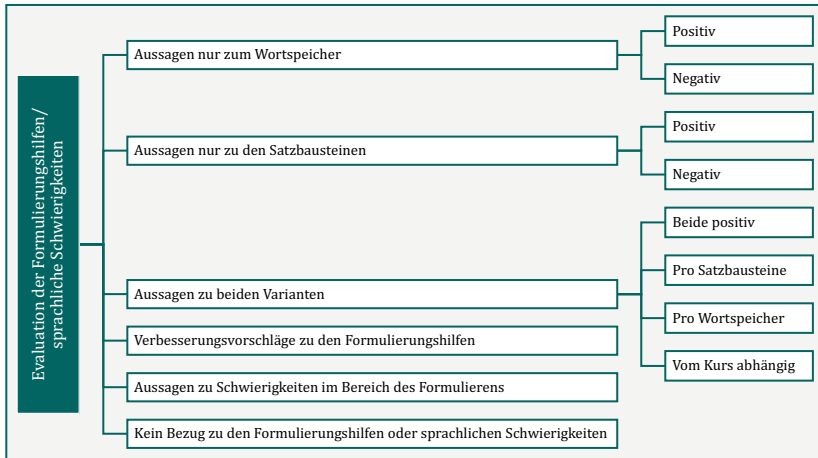 Evaluation der Formulierungshilfen/
sprachliche Schwierigkeiten
Aussagen nur zum Wortspeicher
Positiv
Negativ
Aussagen nur zu den Satzbausteinen
Positiv
Negativ
Aussagen zu beiden Varianten
Beide positiv
Pro Satzbausteine
Pro Wortspeicher
Vom Kurs abhängig
Verbesserungsvorschläge zu den Formulierungshilfen
Aussagen zu Schwierigkeiten im Bereich des Formulierens
Kein Bezug zu den Formulierungshilfen oder sprachlichen Schwierigkeiten